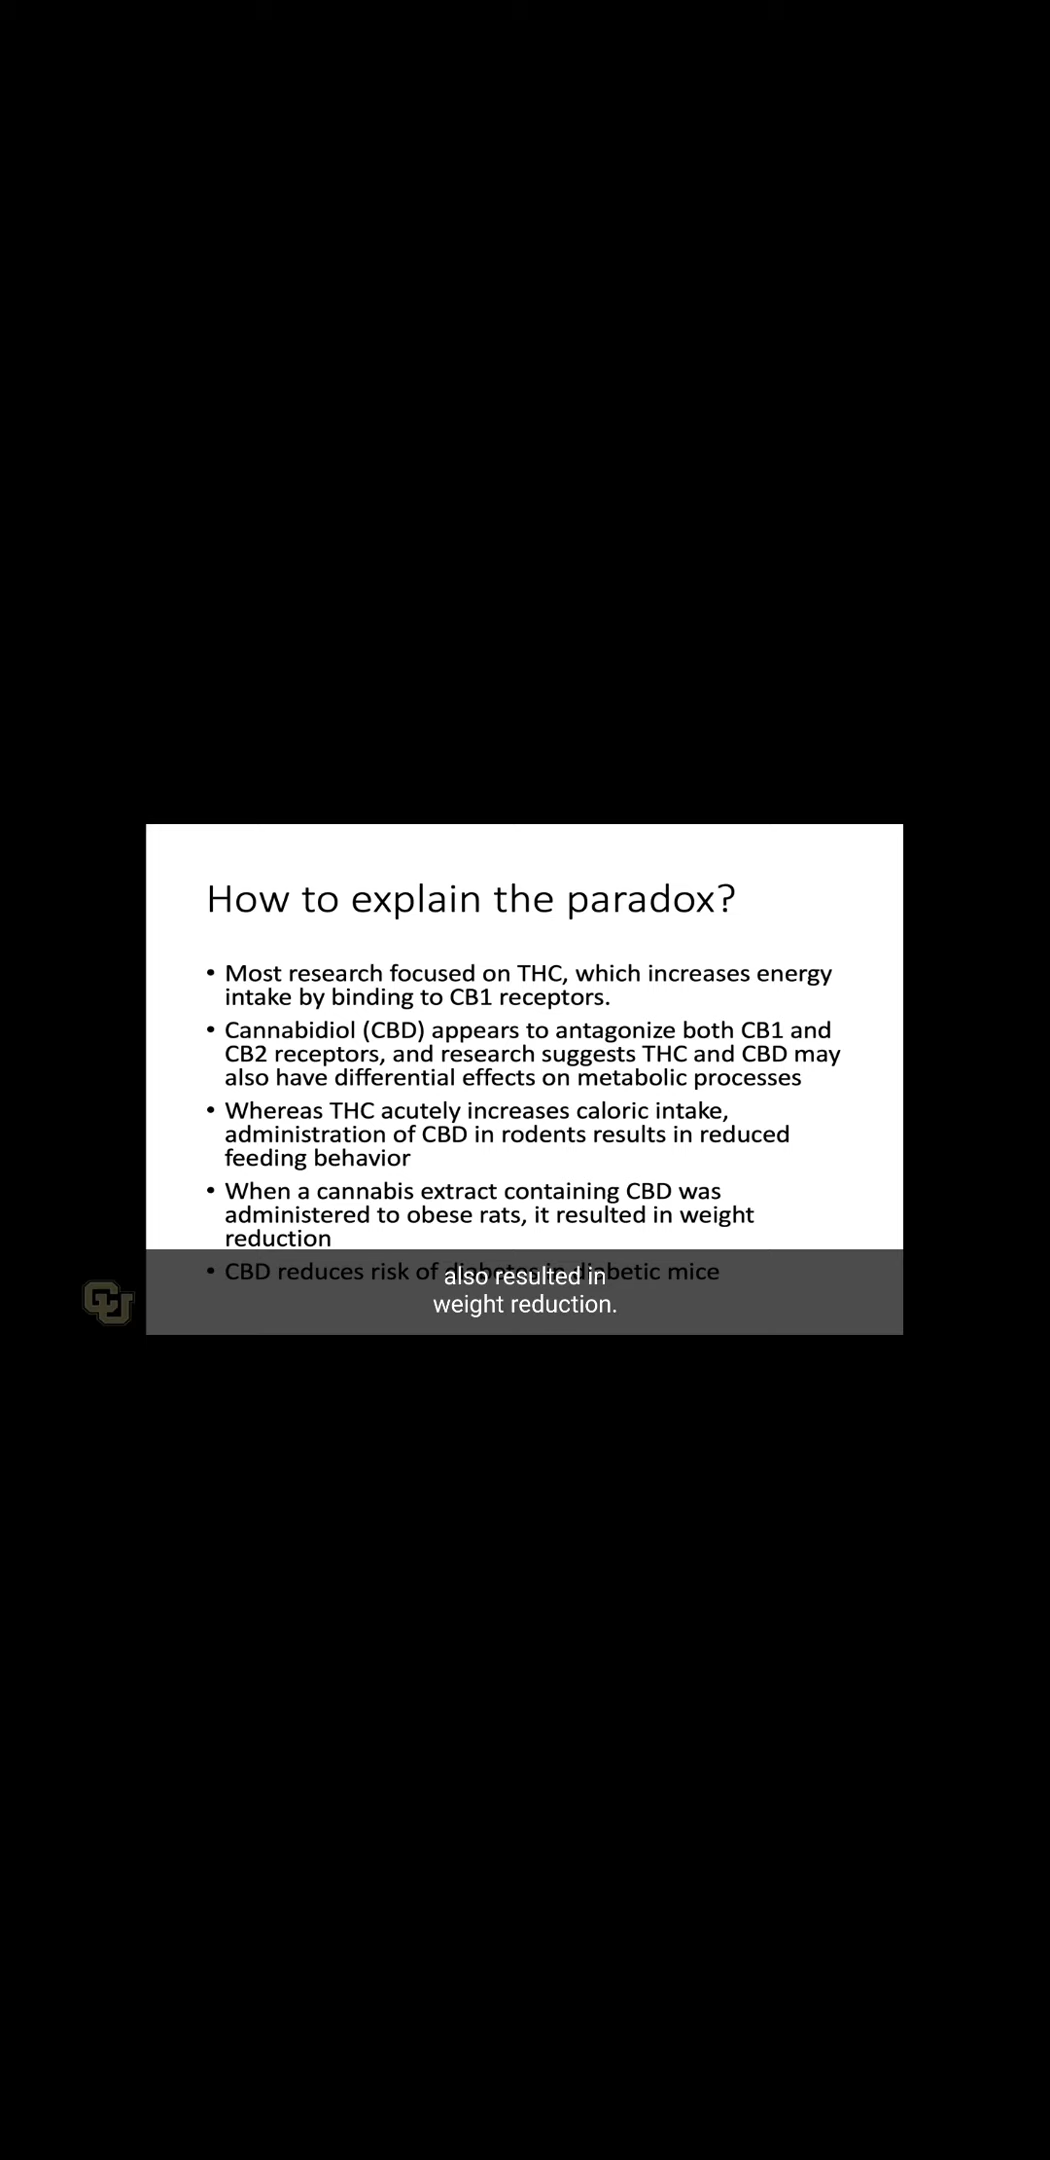 How to explain the paradox?
• Most research focused on THC, which increases energy
intake by binding to CB1 receptors.
• Cannabidiol (CBD) appears to antagonize both CB1 and
CB2 receptors, and research suggests THC and CBD may
also have differential effects on metabolic processes
• Whereas THC acutely increases caloric intake,
administration of CBD in rodents results in reduced
feeding behavior
• When a cannabis extract containing CBD was
administered to obese rats, it resulted in weight
reduction
• CBD reduces risk of diabetes in diabetic mice
also resulted in
weight reduction.
CU